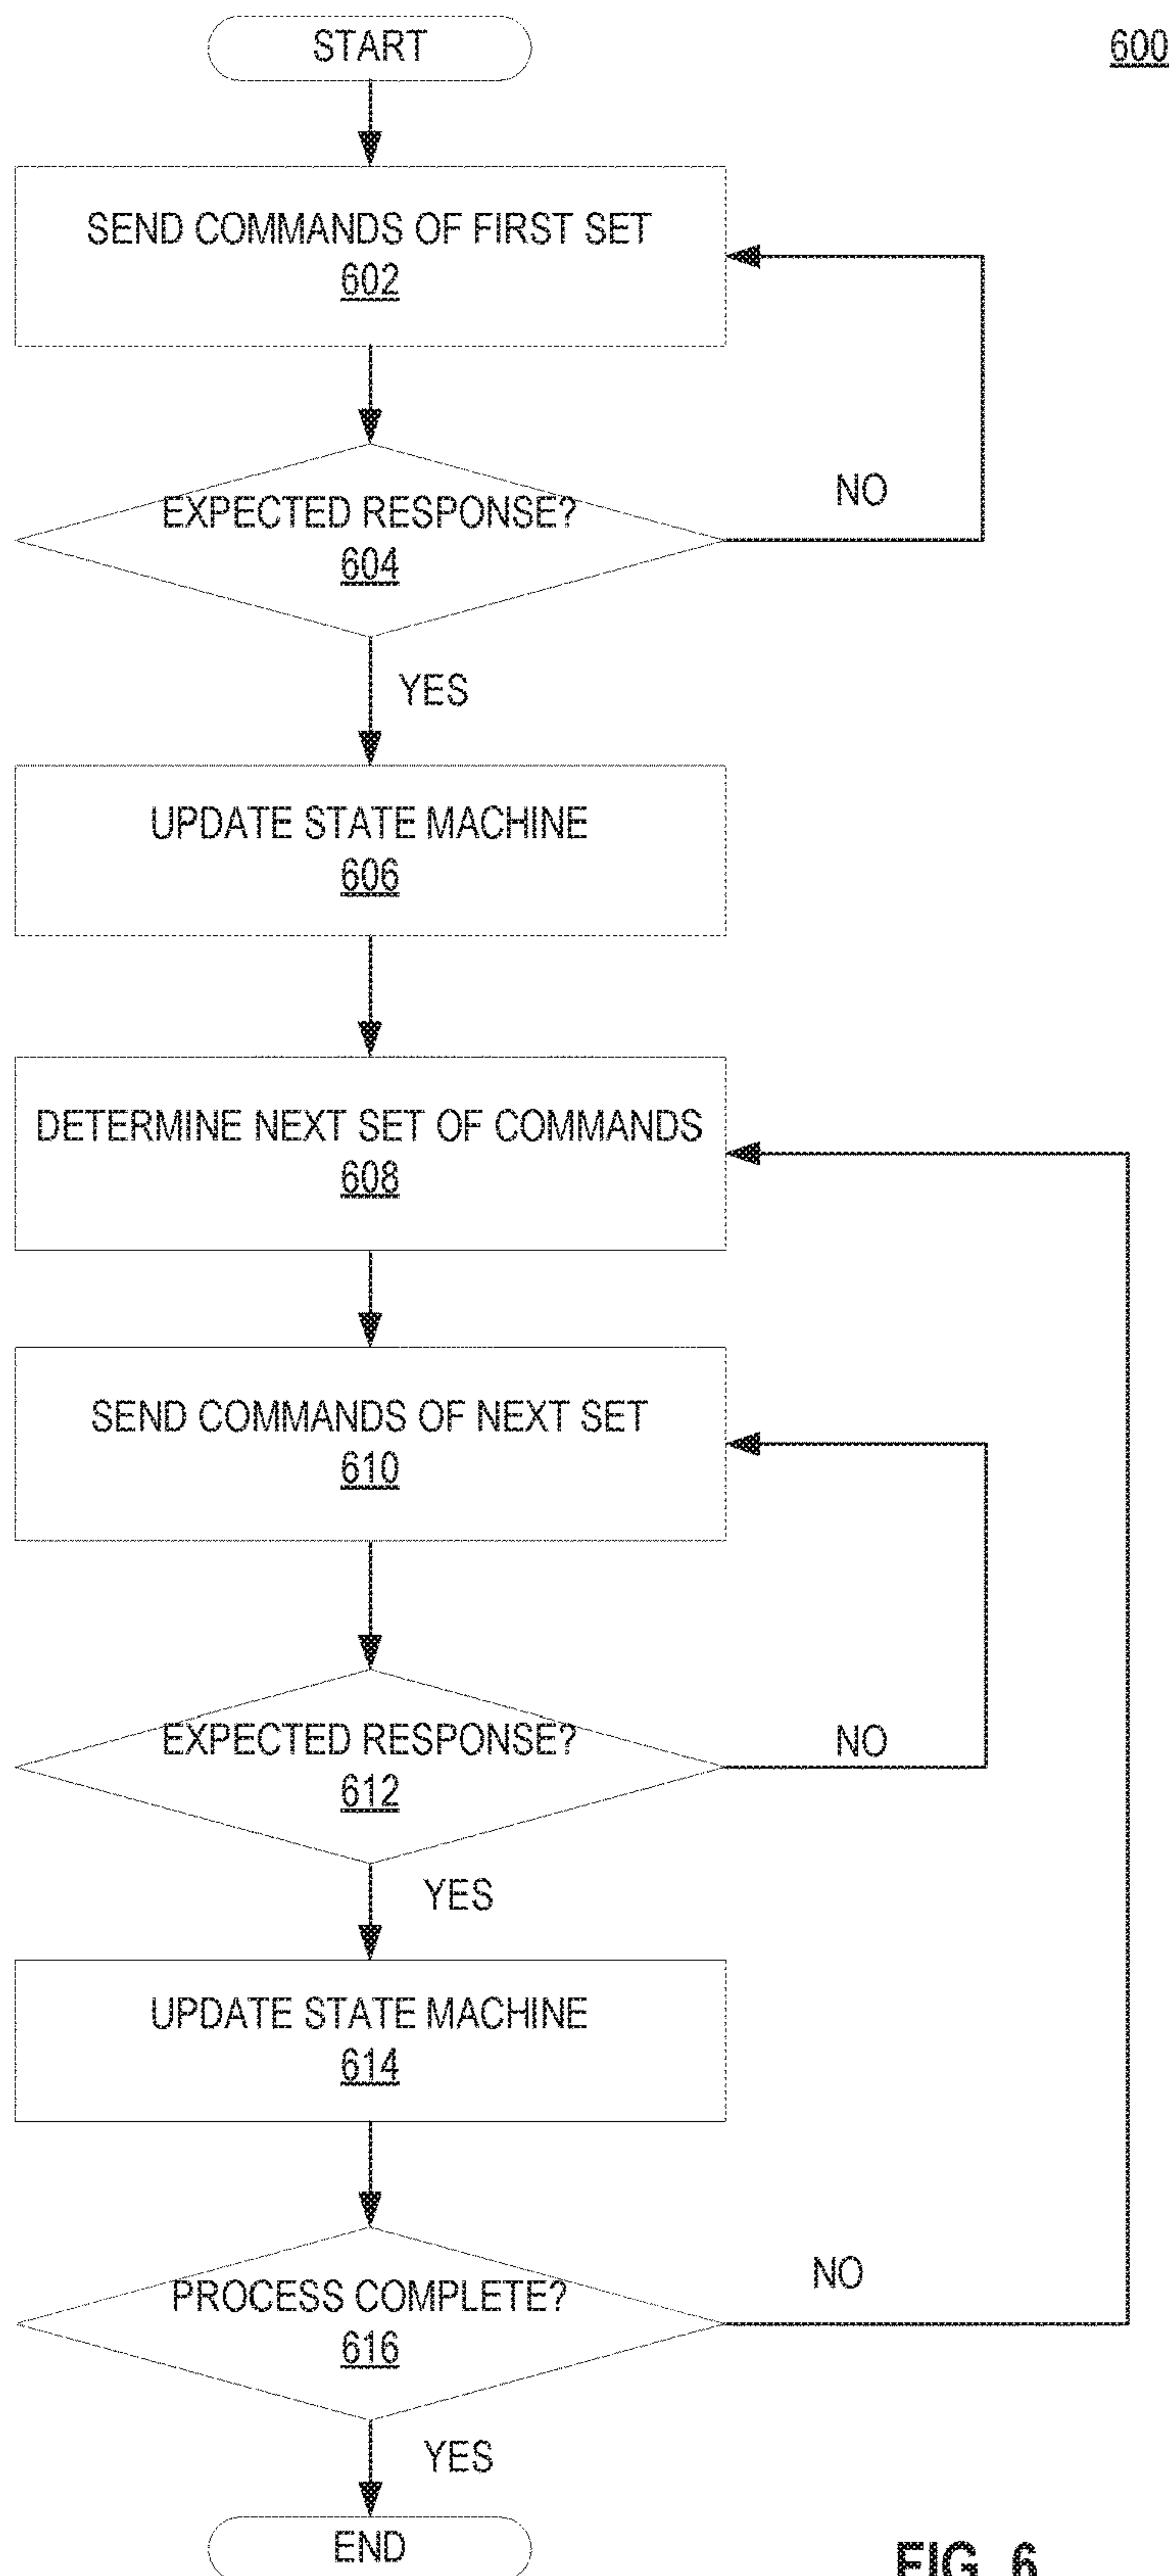 START
600
SEND COMMANDS OF FIRST SET
602
EXPECTED RESPONSE?
604
NO
YES
UPDATE STATE MACHINE
606
DETERMINE NEXT SET OF COMMANDS
608
SEND COMMANDS OF NEXT SET
610
EXPECTED RESPONSE?
612
NO
YES
UPDATE STATE MACHINE
614
PROCESS COMPLETE?
616
NO
YES
END
FIG. 6